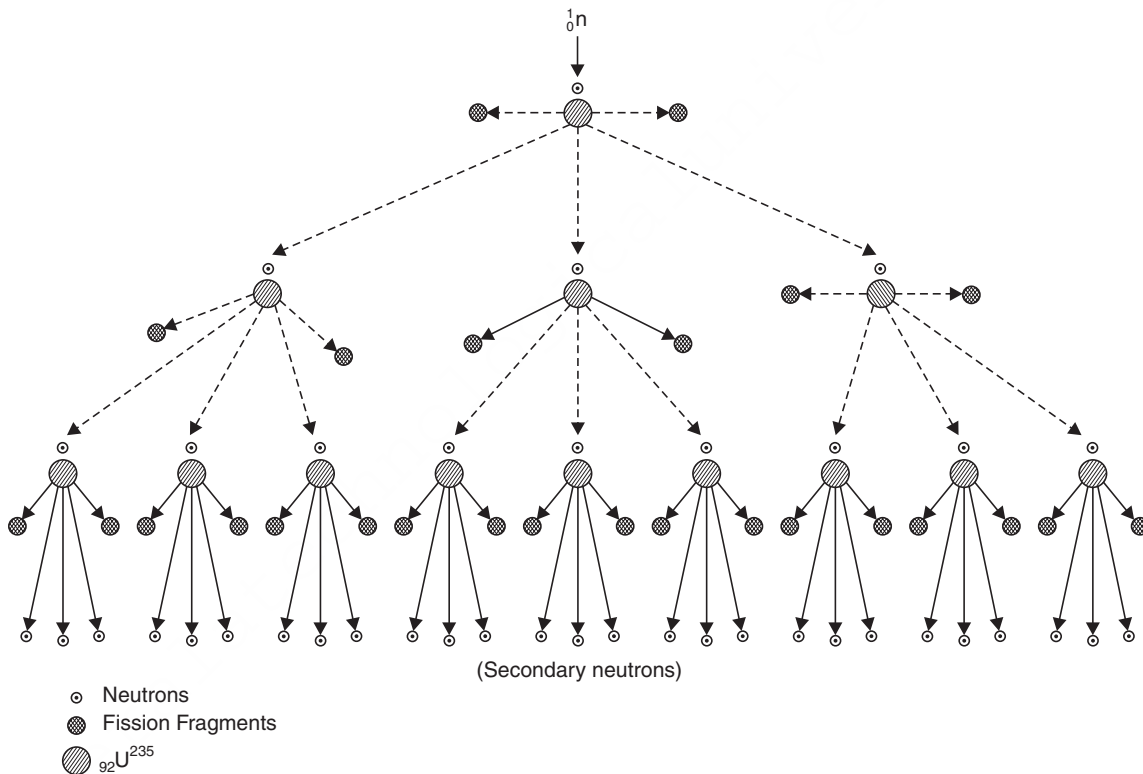 ¹₀n
(Secondary neutrons)
Neutrons
Fission Fragments
₉₂U²³⁵